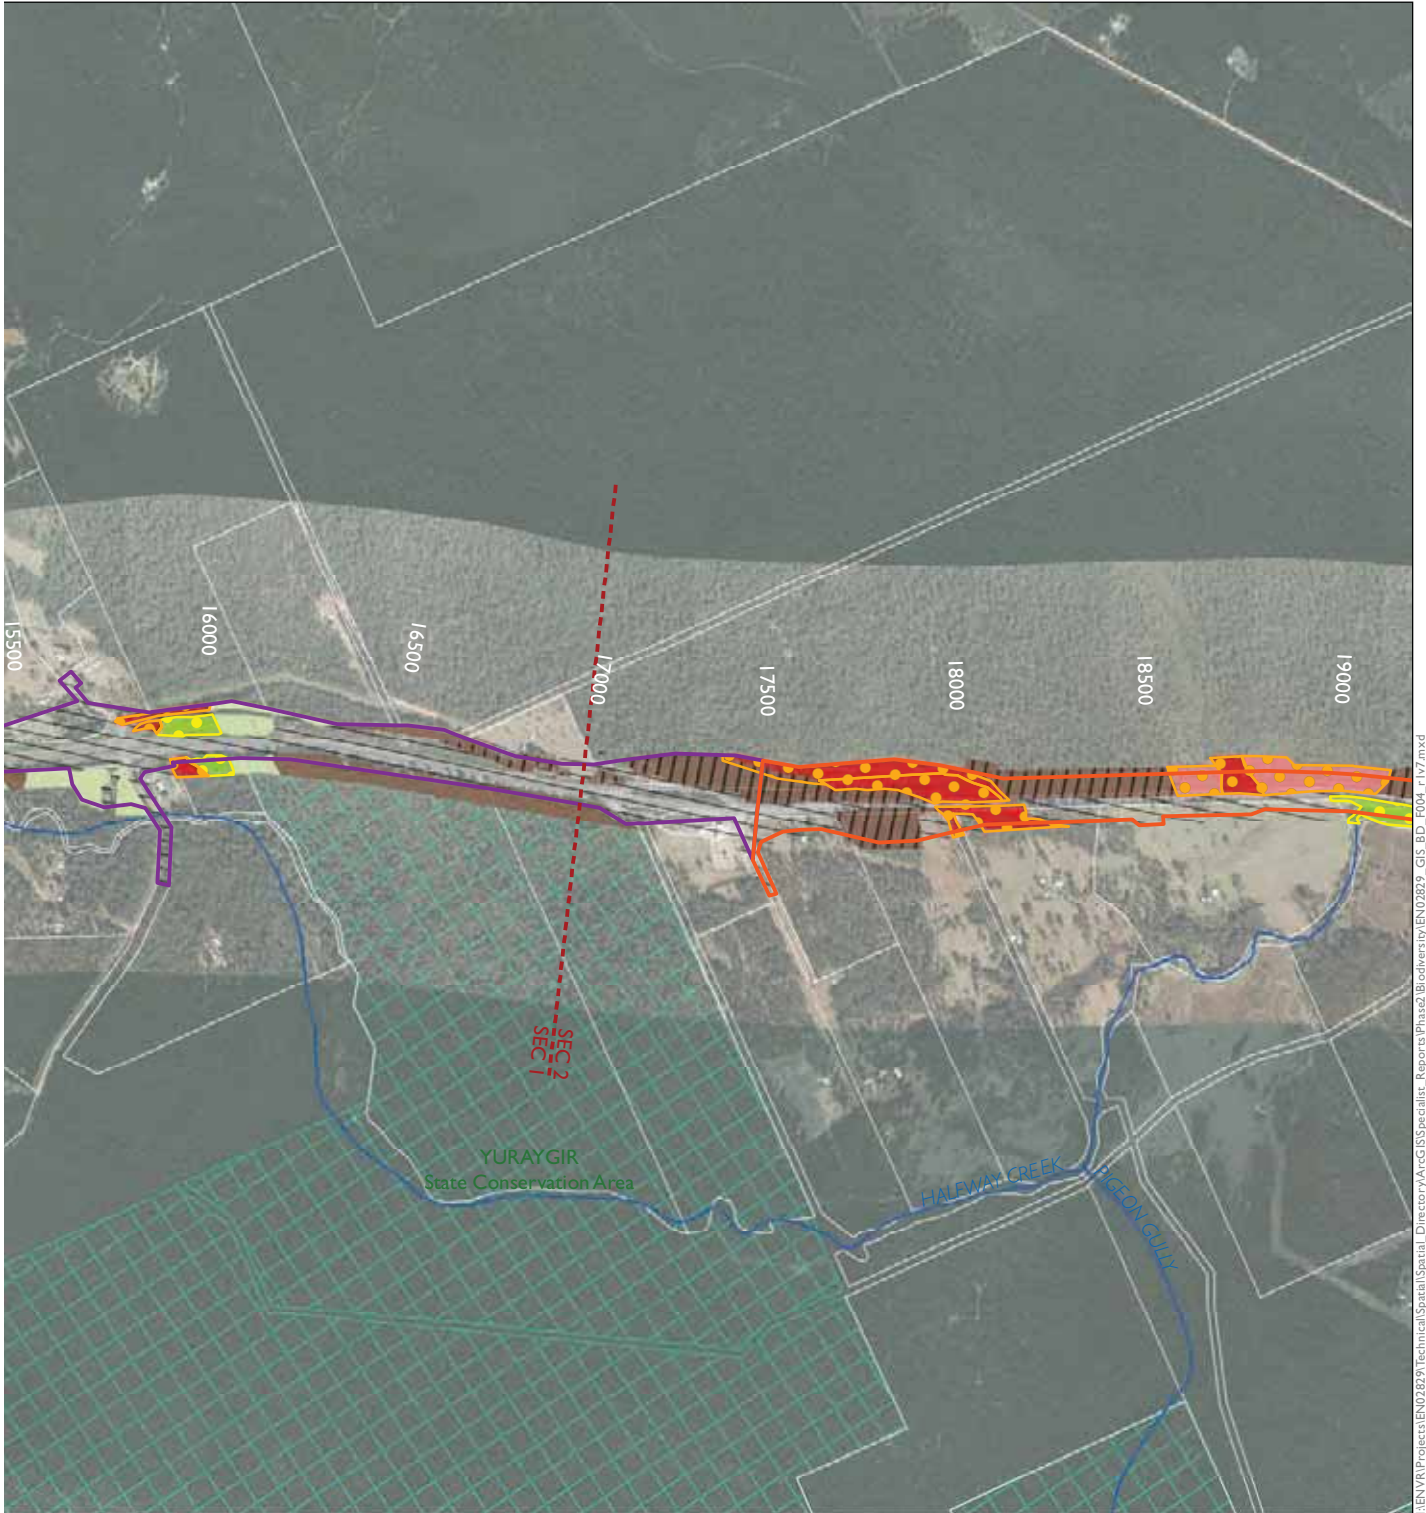 15500
16000
16500
17000
17500
18000
18500
19000
SEC 2
SEC 1
YURAYGIR
State Conservation Area
HALFWAY CREEK
PIGEON GULLY
:\ENVR\Projects\EN02829\Technical\Spatial\Spatial_Directory\ArcGIS\Specialist_Reports\Phase2\Biodiversity\EN02829_GIS_BD_F004_r1v7.mxd